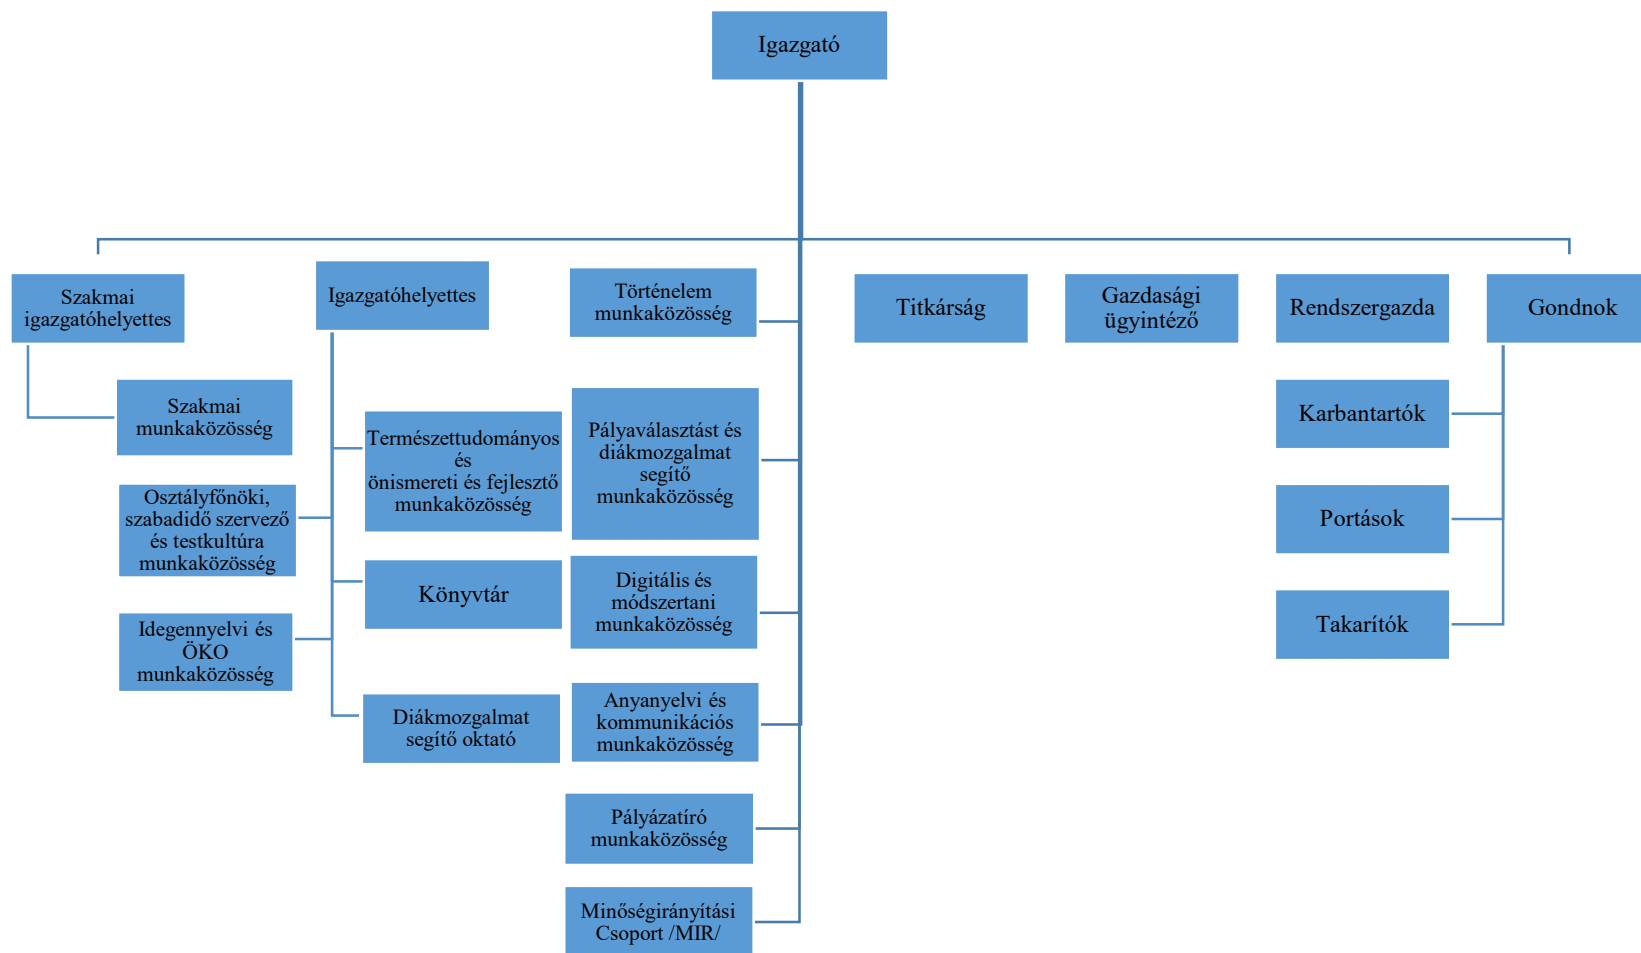 Igazgató
Szakmai
igazgatóhelyettes
Igazgatóhelyettes
Történelem
munkaközösség
Titkárság
Gazdasági
ügyintéző
Rendszergazda
Gondnok
Szakmai
munkaközösség
Osztályfőnöki,
szabadidő szervező
és testkultúra
munkaközösség
Idegennyelvi és
ÖKO
munkaközösség
Természettudományos
és
önismereti és fejlesztő
munkaközösség
Könyvtár
Diákmozgalmat
segítő oktató
Pályaválasztást és
diákmozgalmat
segítő
munkaközösség
Digitális és
módszertani
munkaközösség
Anyanyelvi és
kommunikációs
munkaközösség
Pályázatíró
munkaközösség
Minőségirányítási
Csoport /MIR/
Karbantartók
Portások
Takarítók